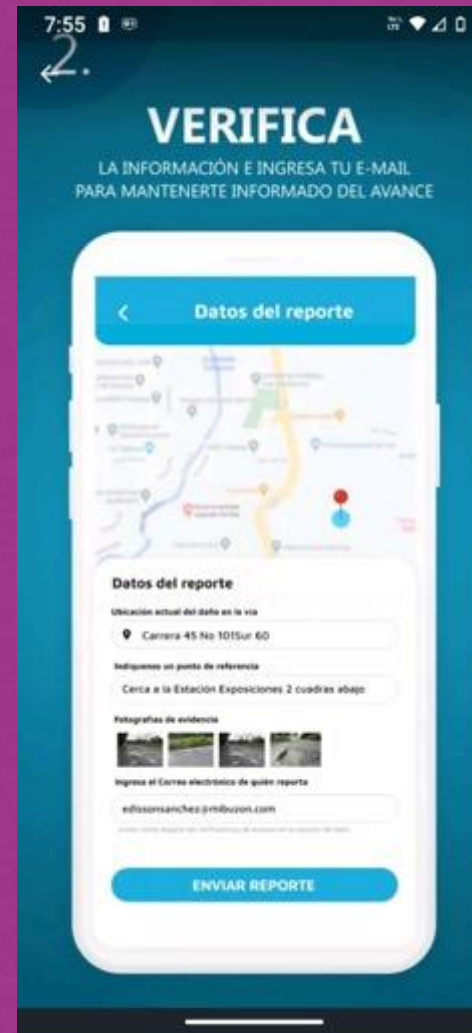 7:55
2.
VERIFICA
LA INFORMACIÓN E INGRESA TU E-MAIL
PARA MANTENERTE INFORMADO DEL AVANCE
Datos del reporte
Datos del reporte
Ubicación actual del daño en la vía
Carrera 45 No 101Sur 60
Indiquenos un punto de referencia
Cerca a la Estación Exposiciones 2 cuadras abajo
Fotografías de evidencia
Ingresa el Correo electrónico de quién reporta
edissonsanchez@mibuzon.com
ENVIAR REPORTE